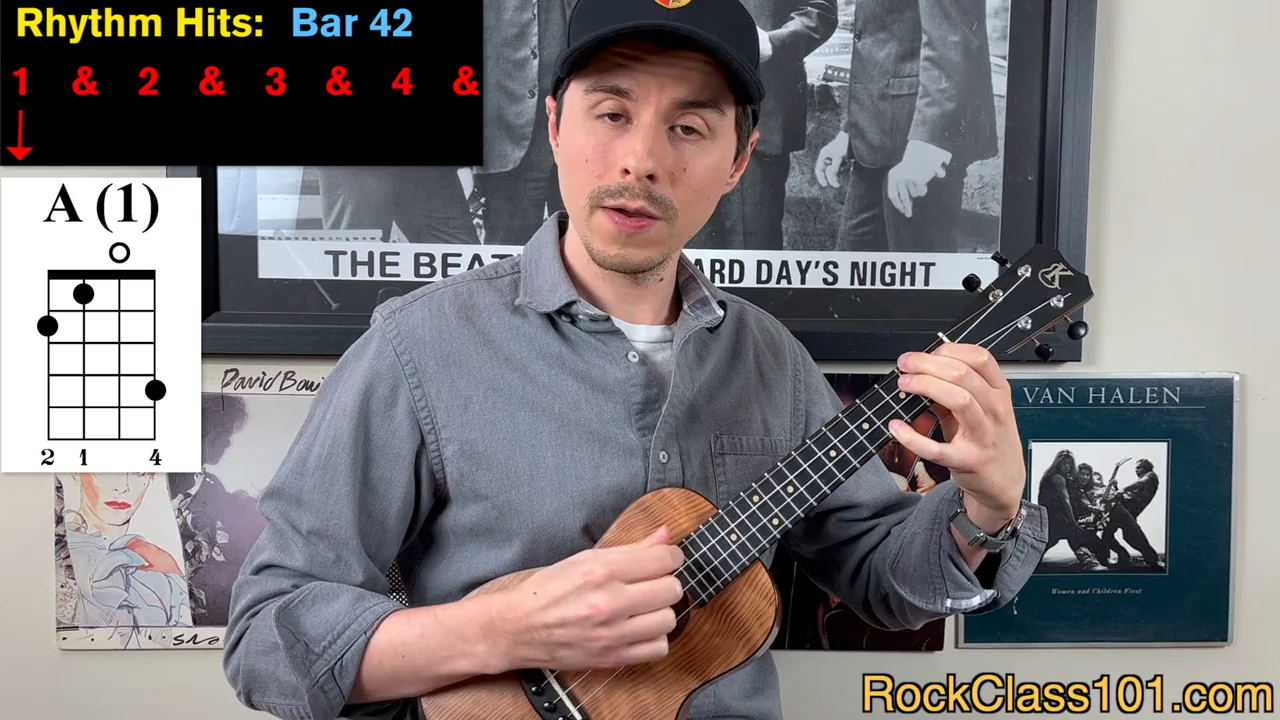 Rhythm Hits: Bar 42
1 & 2 & 3 & 4 &
A (1)
2 1 4
THE BEAT
ARD DAY'S NIGHT
David Bowi
VAN HALEN
Women and Children First
RockClass101.com